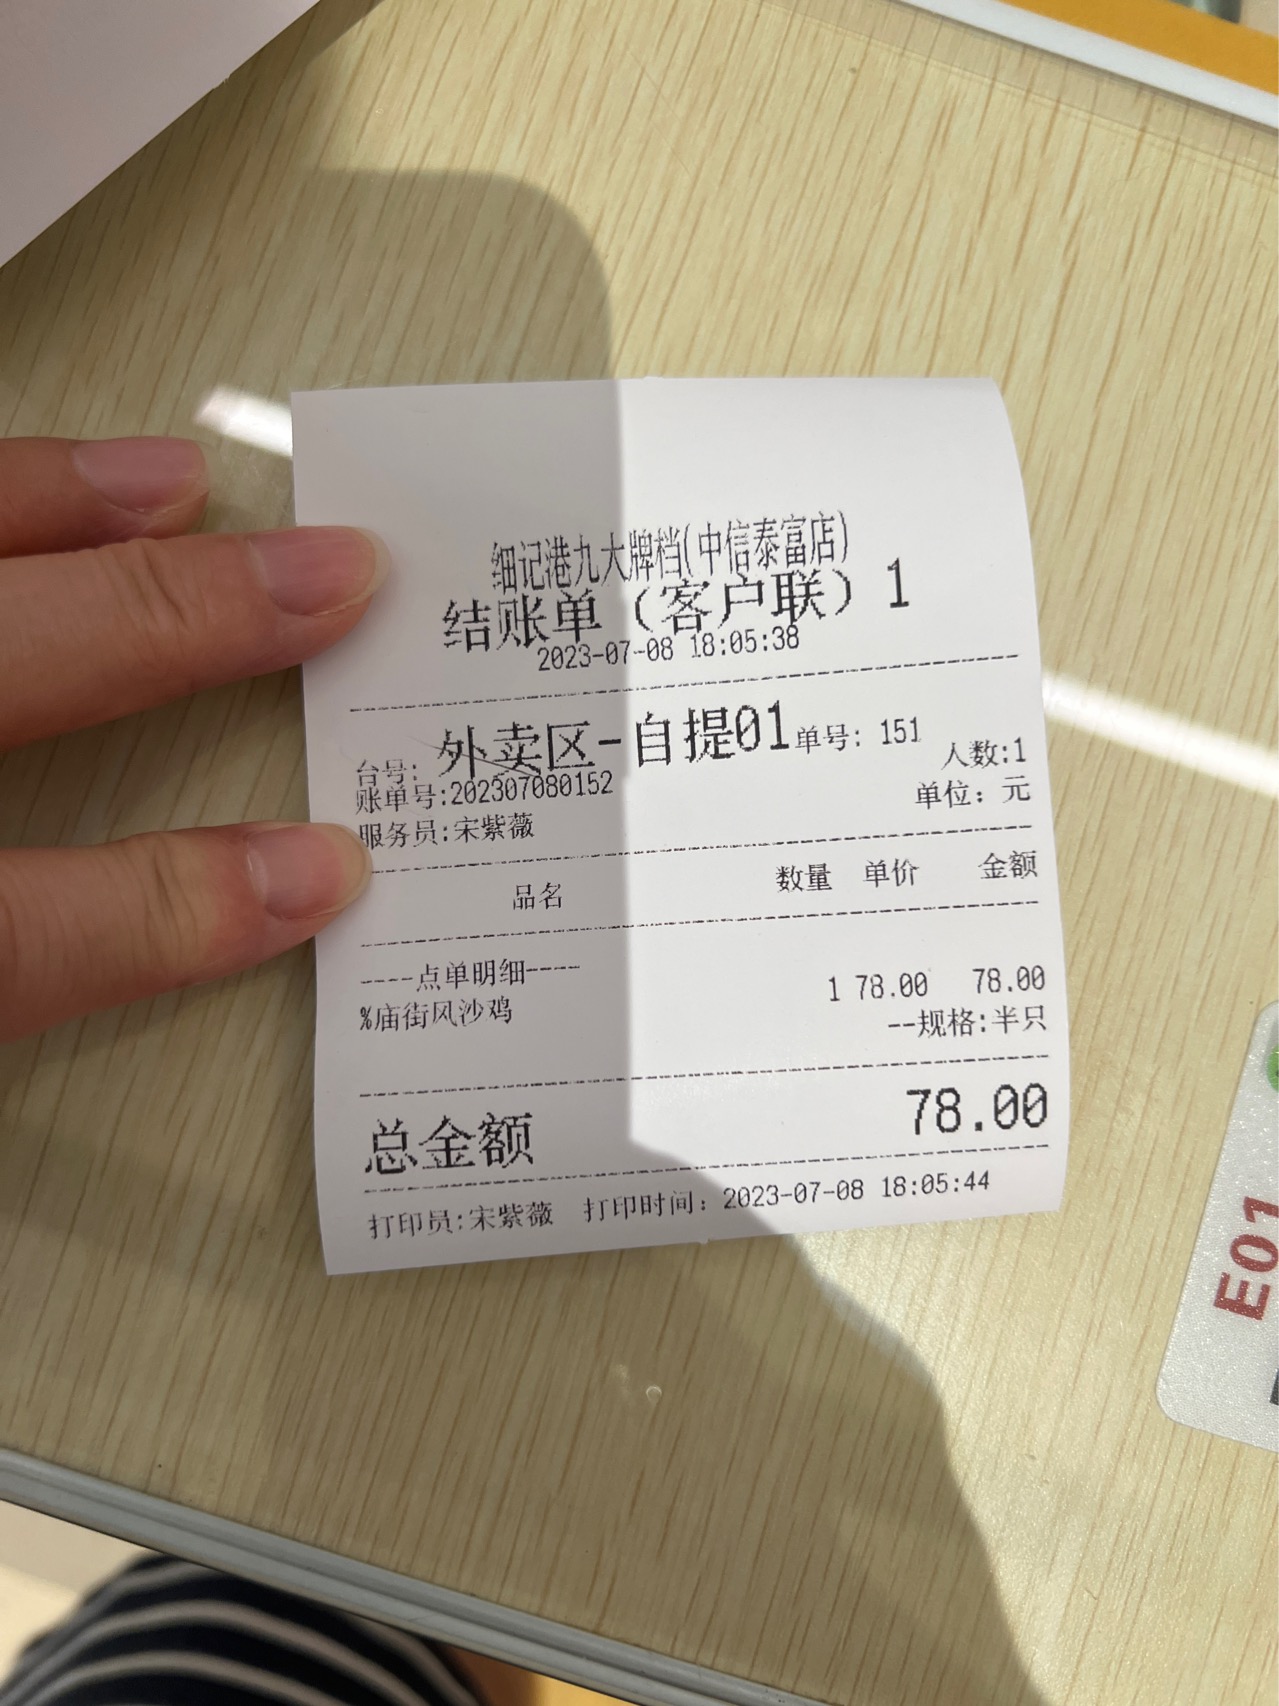 细记港九大牌档(中信泰富店)
结账单（客户联）1
2023-07-08 18:05:38
台号: 外卖区-自提01 单号: 151 人数:1
账单号:202307080152 单位: 元
服务员:宋紫薇
品名 数量 单价 金额
----点单明细----
%庙街风沙鸡 1 78.00 78.00
--规格:半只
总金额 78.00
打印员:宋紫薇 打印时间: 2023-07-08 18:05:44
E01